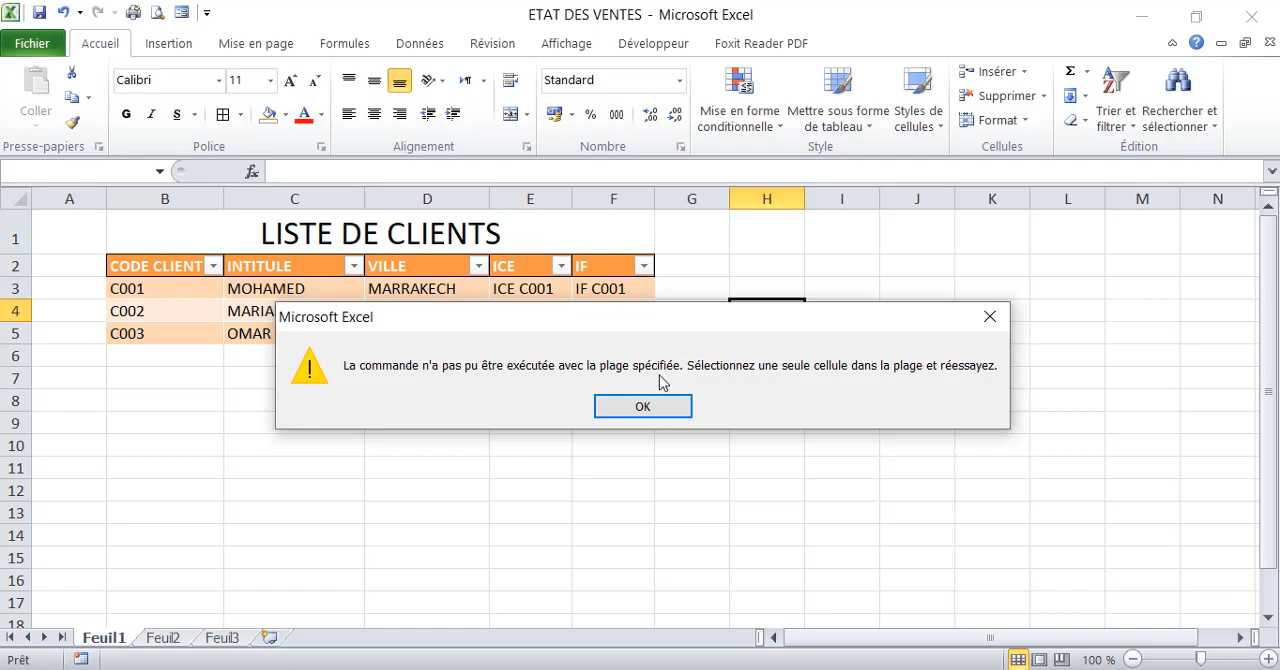 ETAT DES VENTES - Microsoft Excel
Fichier Accueil Insertion Mise en page Formules Données Révision Affichage Développeur Foxit Reader PDF
Coller
Presse-papiers
Calibri 11
G I S
Police
Alignement
Standard
% 000
Nombre
Mise en forme conditionnelle
Mettre sous forme de tableau
Styles de cellules
Style
Insérer
Supprimer
Format
Cellules
Σ
Trier et filtrer
Rechercher et sélectionner
Édition
fx
A B C D E F G H I J K L M N
1 LISTE DE CLIENTS
2 CODE CLIENT INTITULE VILLE ICE IF
3 C001 MOHAMED MARRAKECH ICE C001 IF C001
4 C002 MARIA
5 C003 OMAR
6
7
8
9
10
11
12
13
14
15
16
17
18
Microsoft Excel
La commande n'a pas pu être exécutée avec la plage spécifiée. Sélectionnez une seule cellule dans la plage et réessayez.
OK
Feuil1 Feuil2 Feuil3
Prêt 100 %